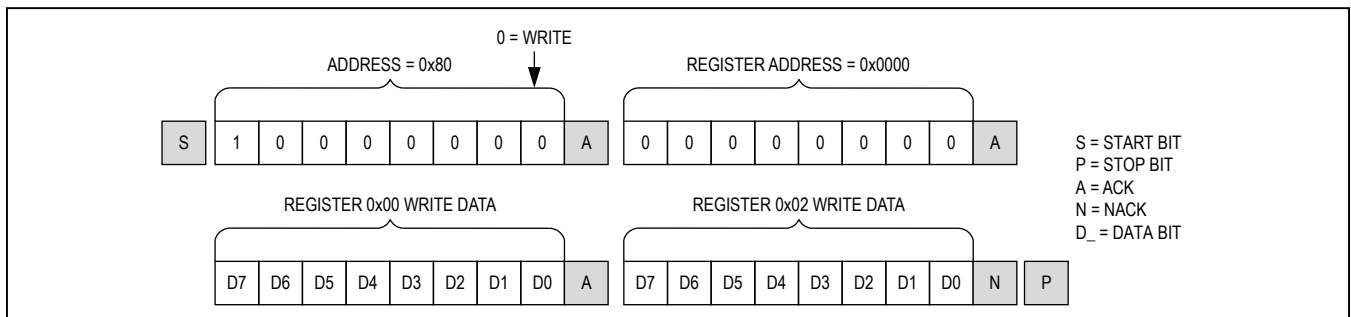 0 = WRITE
ADDRESS = 0x80
REGISTER ADDRESS = 0x0000
S 1 0 0 0 0 0 0 0 A 0 0 0 0 0 0 0 0 A
S = START BIT
P = STOP BIT
A = ACK
N = NACK
D_ = DATA BIT
REGISTER 0x00 WRITE DATA
REGISTER 0x02 WRITE DATA
D7 D6 D5 D4 D3 D2 D1 D0 A D7 D6 D5 D4 D3 D2 D1 D0 N P